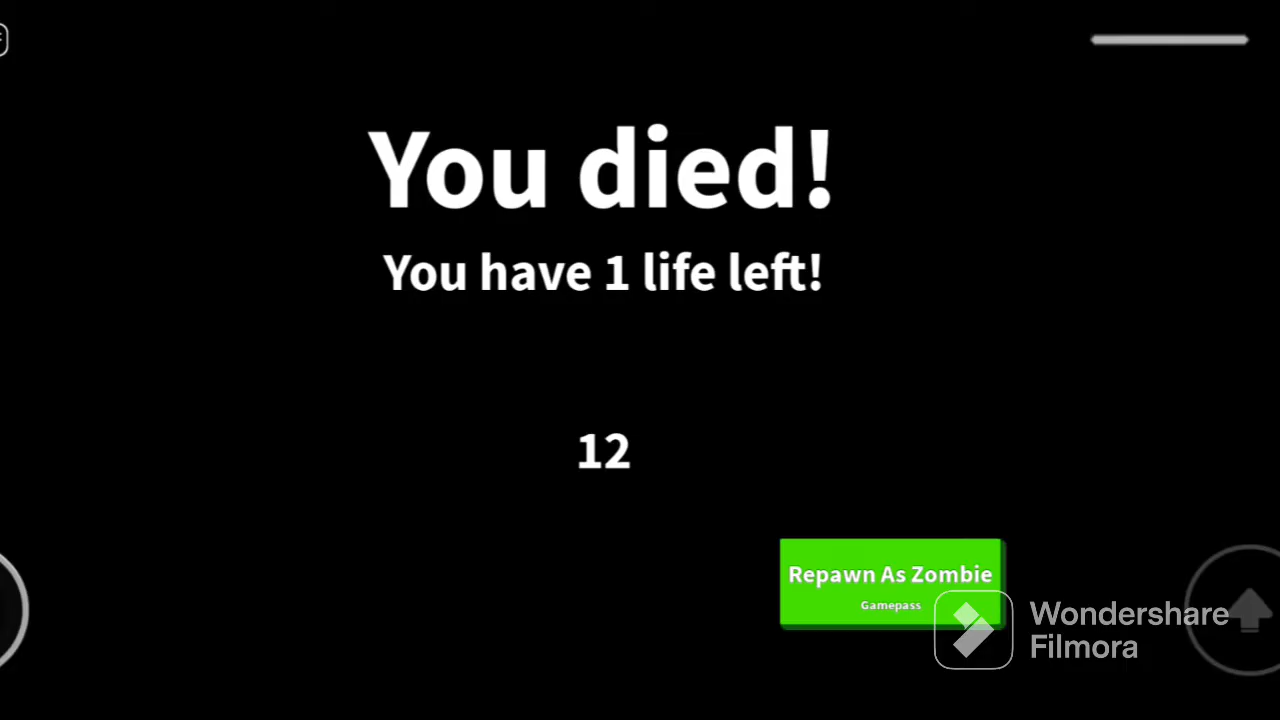 You died!
You have 1 life left!
12
Repawn As Zombie
Gamepass
Wondershare
Filmora